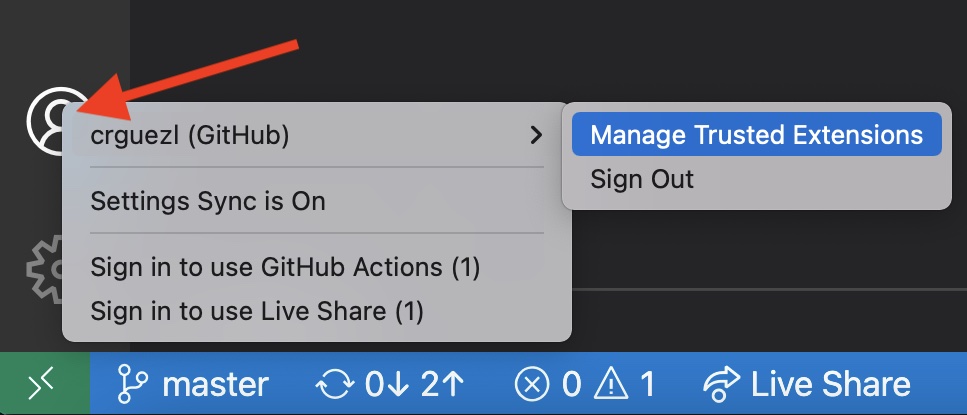 crguezl (GitHub)
Manage Trusted Extensions
Sign Out
Settings Sync is On
Sign in to use GitHub Actions (1)
Sign in to use Live Share (1)
master 0↓ 2↑ 0 1 Live Share